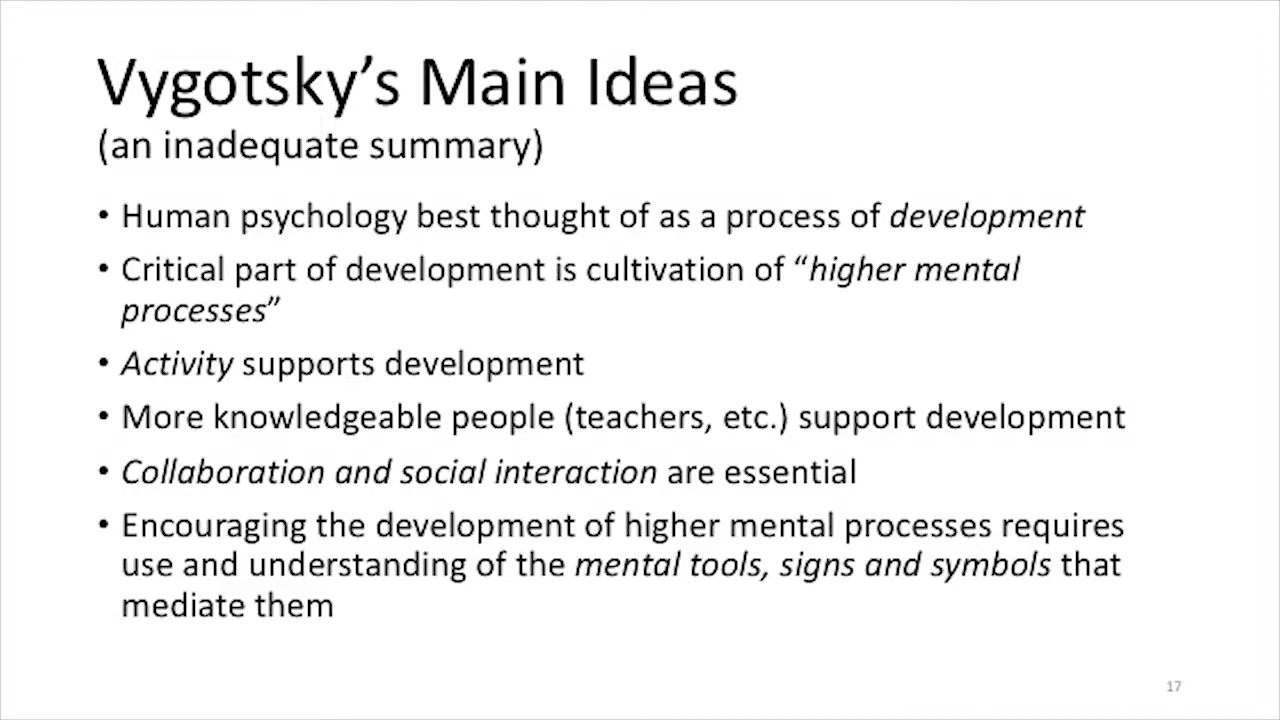 Vygotsky’s Main Ideas
(an inadequate summary)
• Human psychology best thought of as a process of development
• Critical part of development is cultivation of “higher mental
processes”
• Activity supports development
• More knowledgeable people (teachers, etc.) support development
• Collaboration and social interaction are essential
• Encouraging the development of higher mental processes requires
use and understanding of the mental tools, signs and symbols that
mediate them
17